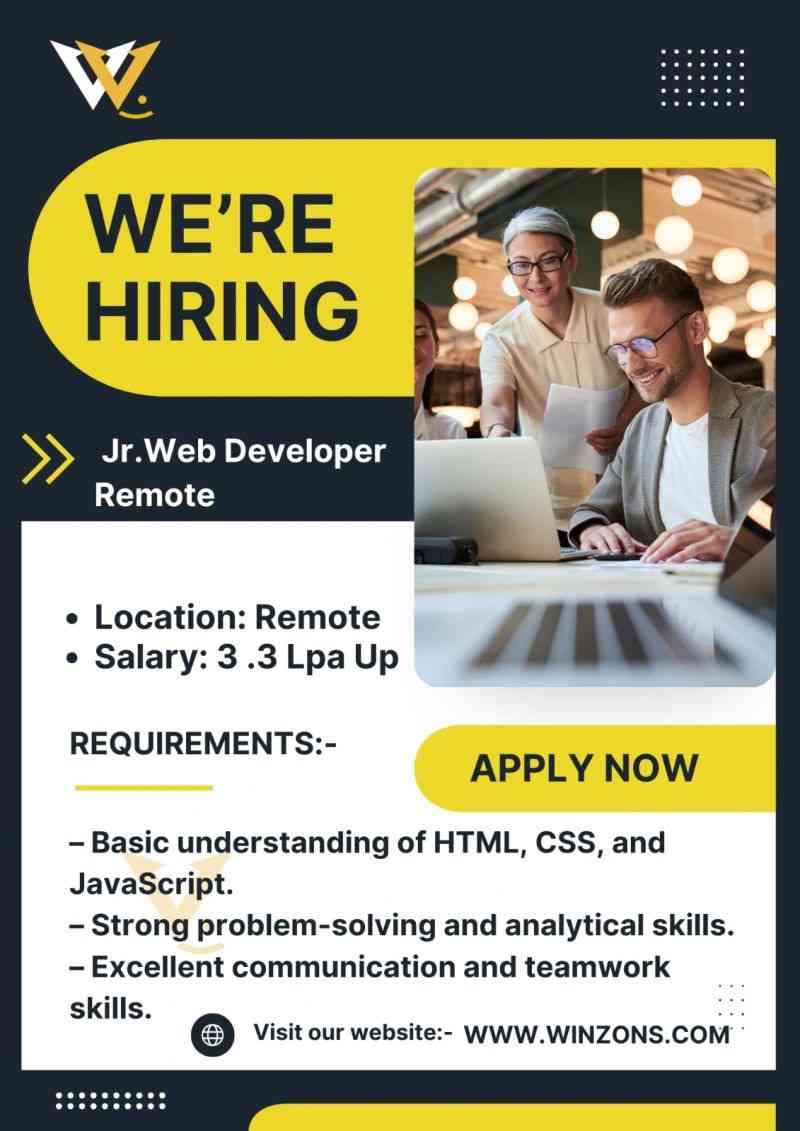 WE’RE
HIRING
Jr.Web Developer
Remote
• Location: Remote
• Salary: 3 .3 Lpa Up
REQUIREMENTS:-
APPLY NOW
– Basic understanding of HTML, CSS, and
JavaScript.
– Strong problem-solving and analytical skills.
– Excellent communication and teamwork
skills.
Visit our website:- WWW.WINZONS.COM